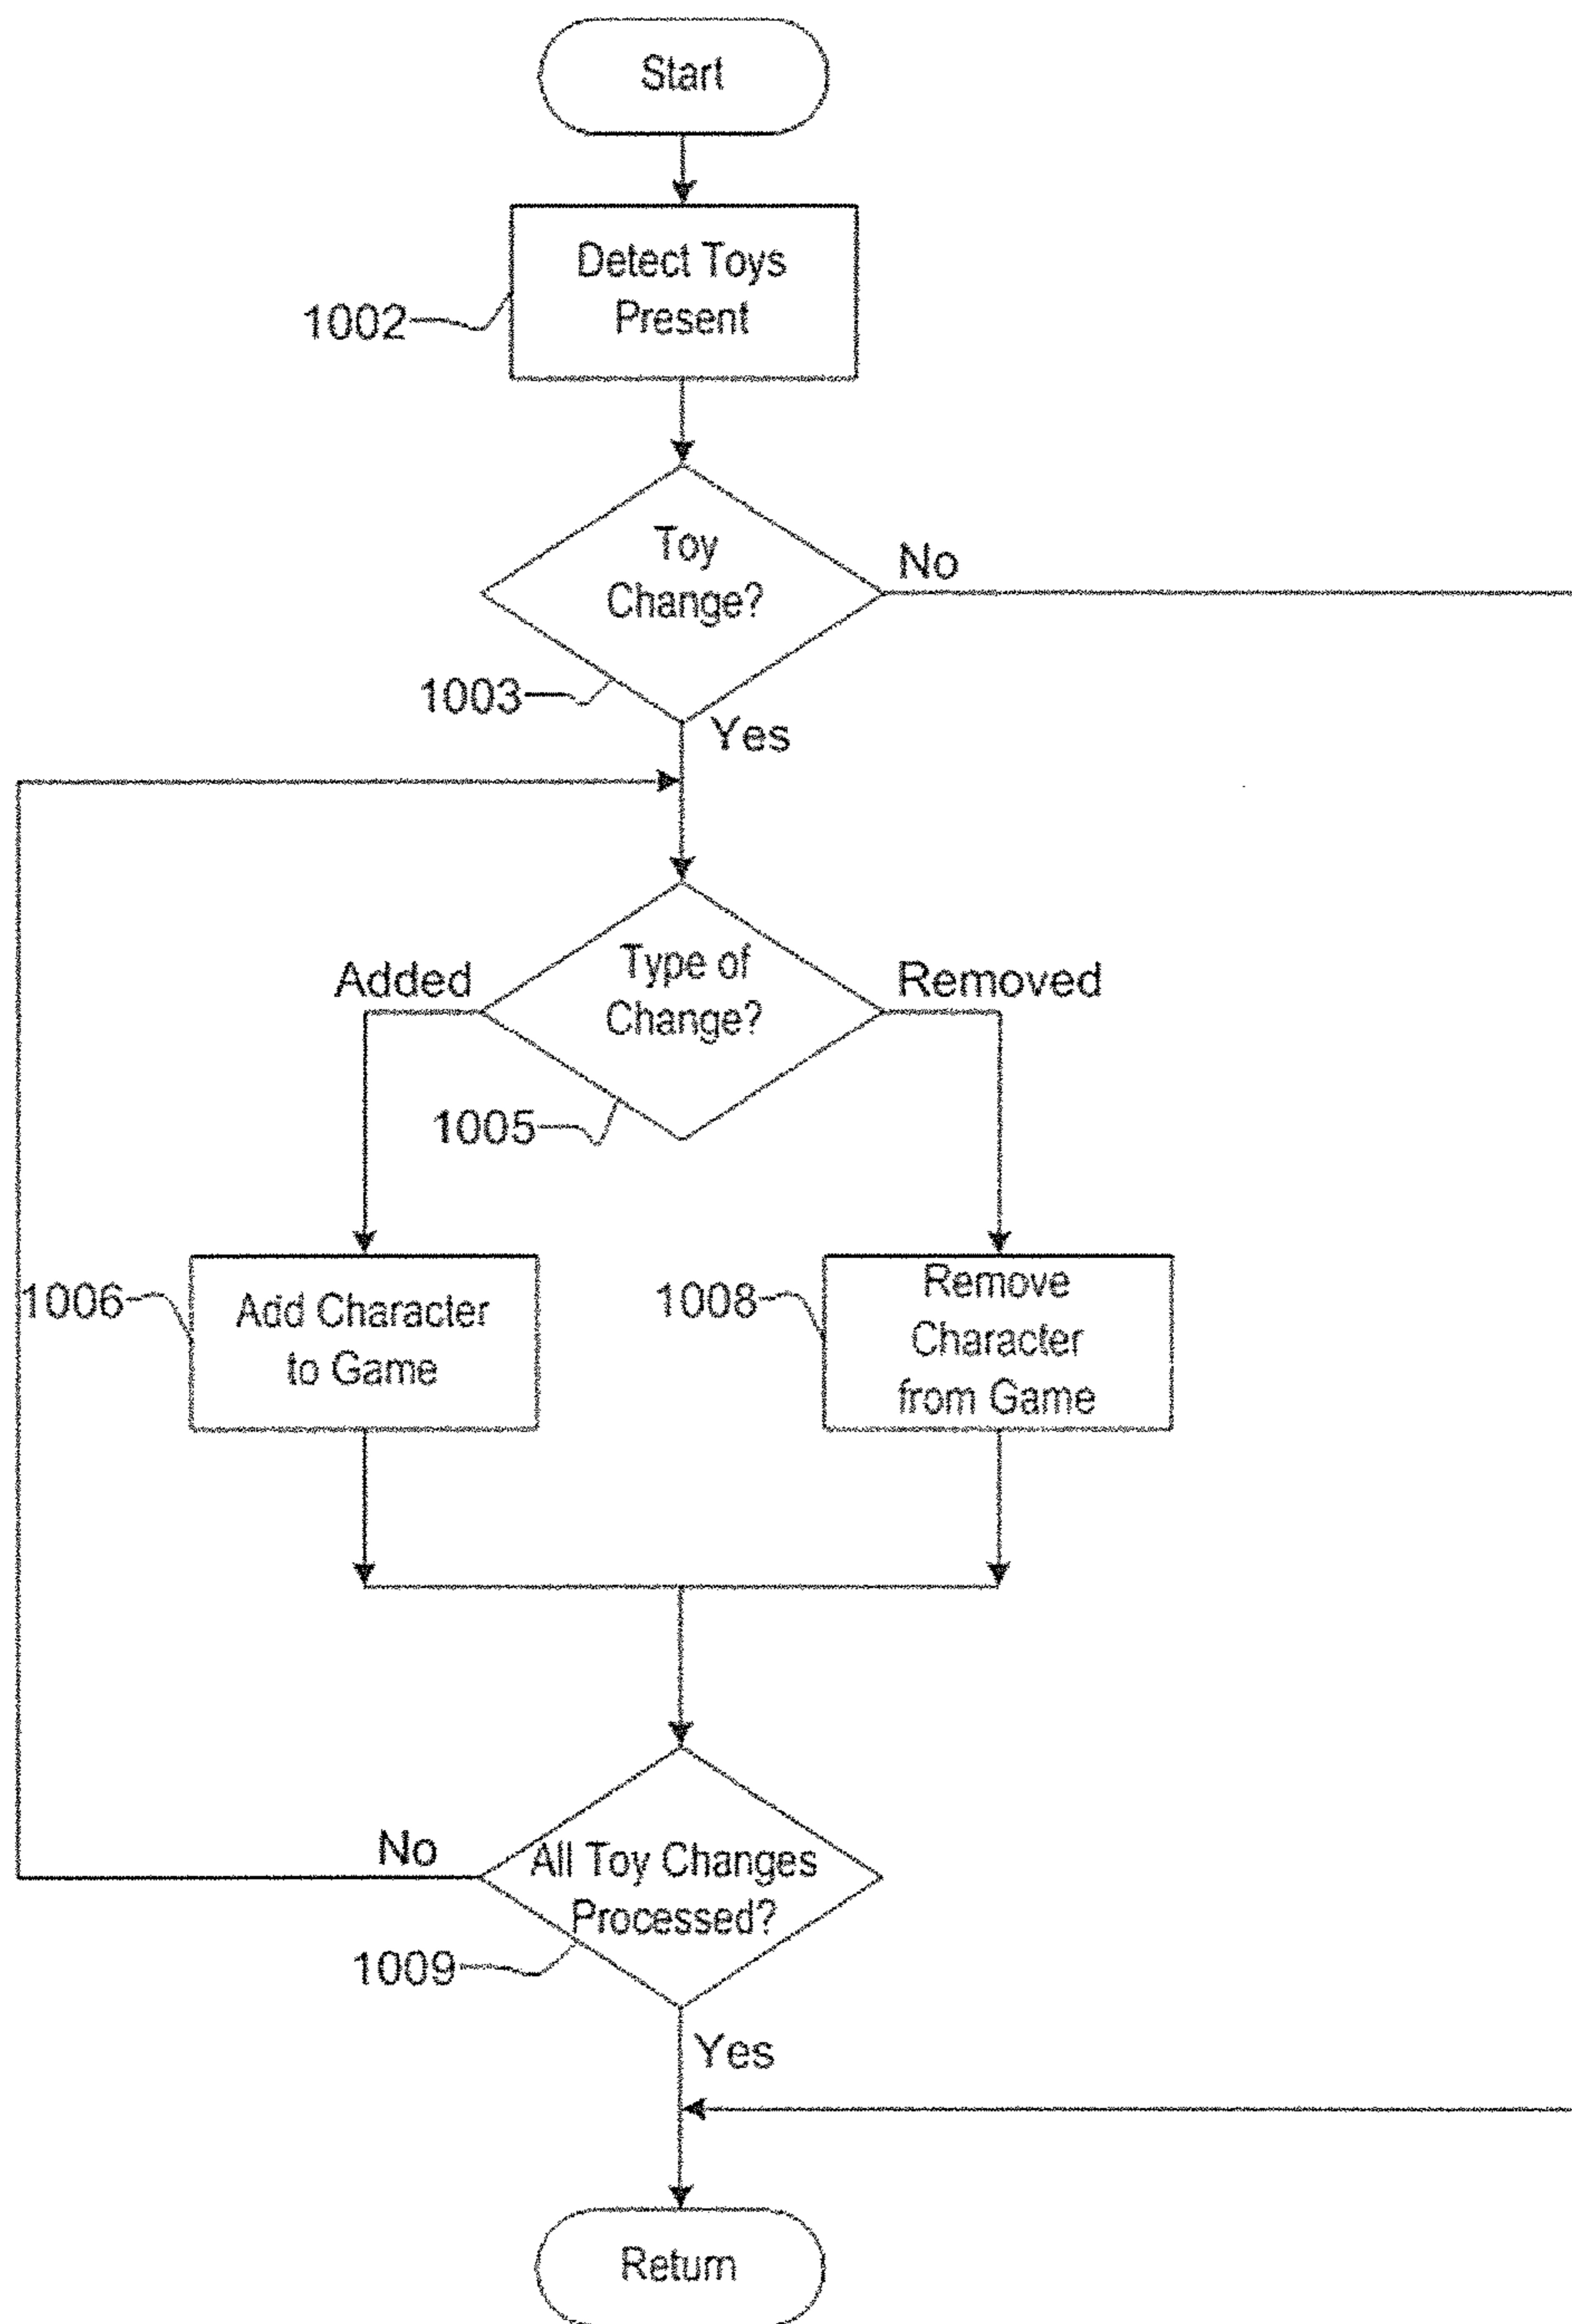 Start
Detect Toys
Present
1002
Toy
Change?
No
1003
Yes
Type of
Change?
Added
Removed
1005
1006
Add Character
to Game
1008
Remove
Character
from Game
No
All Toy Changes
Processed?
1009
Yes
Return